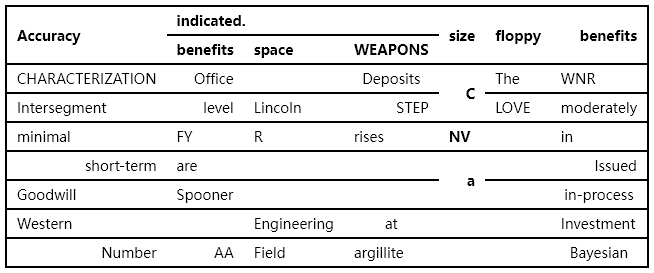 Accuracy indicated. size floppy benefits
benefits space WEAPONS
CHARACTERIZATION Office Deposits C The WNR
Intersegment level Lincoln STEP LOVE moderately
minimal FY R rises NV in
short-term are a Issued
Goodwill Spooner in-process
Western Engineering at Investment
Number AA Field argillite Bayesian